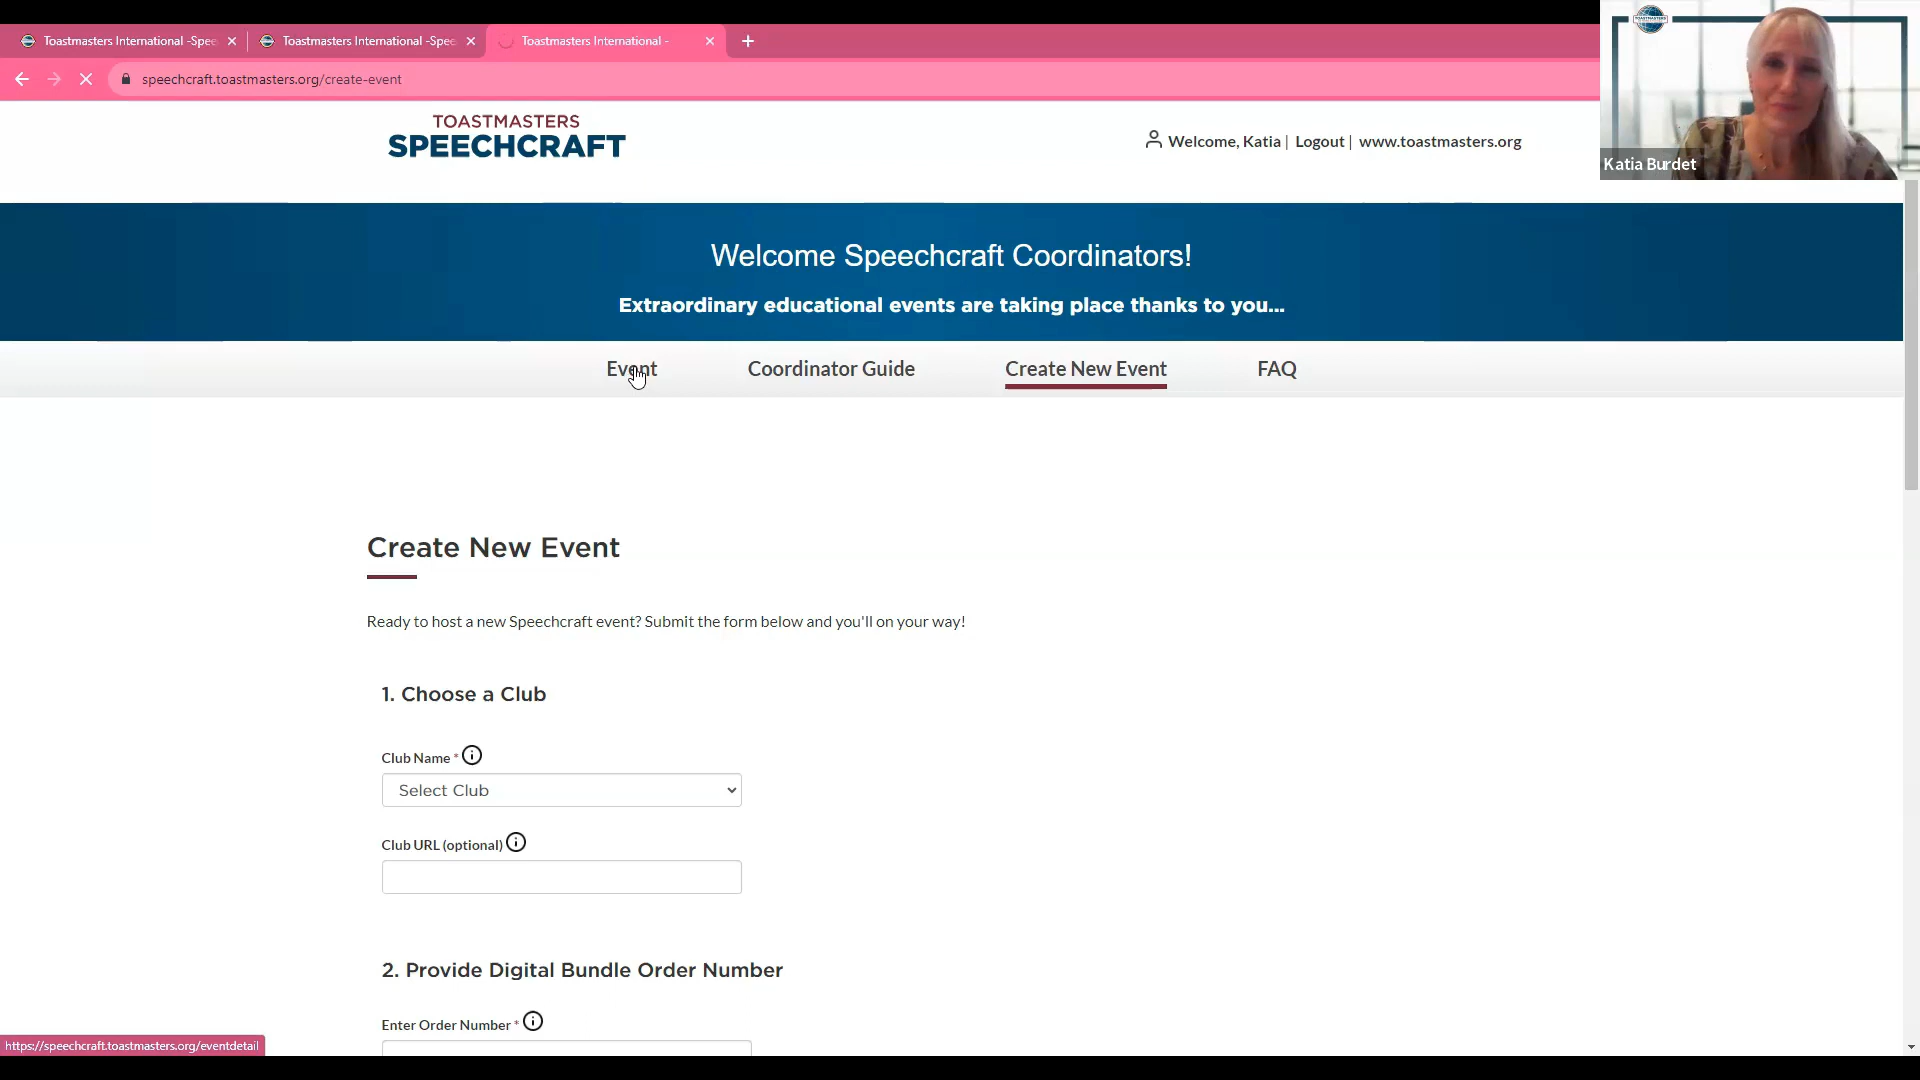 Toastmasters International -Spee
Toastmasters International -Spee
Toastmasters International -
speechcraft.toastmasters.org/create-event
TOASTMASTERS
SPEECHCRAFT
Welcome, Katia | Logout | www.toastmasters.org
TOASTMASTERS
Katia Burdet
Welcome Speechcraft Coordinators!
Extraordinary educational events are taking place thanks to you...
Event Coordinator Guide Create New Event FAQ
Create New Event
Ready to host a new Speechcraft event? Submit the form below and you'll on your way!
1. Choose a Club
Club Name *
Select Club
Club URL (optional)
2. Provide Digital Bundle Order Number
Enter Order Number *
https://speechcraft.toastmasters.org/eventdetail